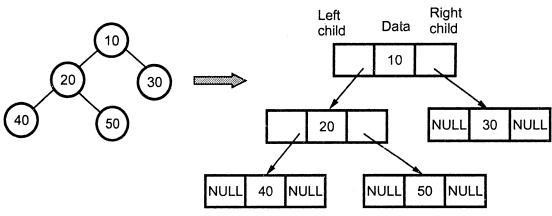 10
20
30
40
50
Left
child
Data
Right
child
10
20
NULL 30 NULL
NULL 40 NULL
NULL 50 NULL